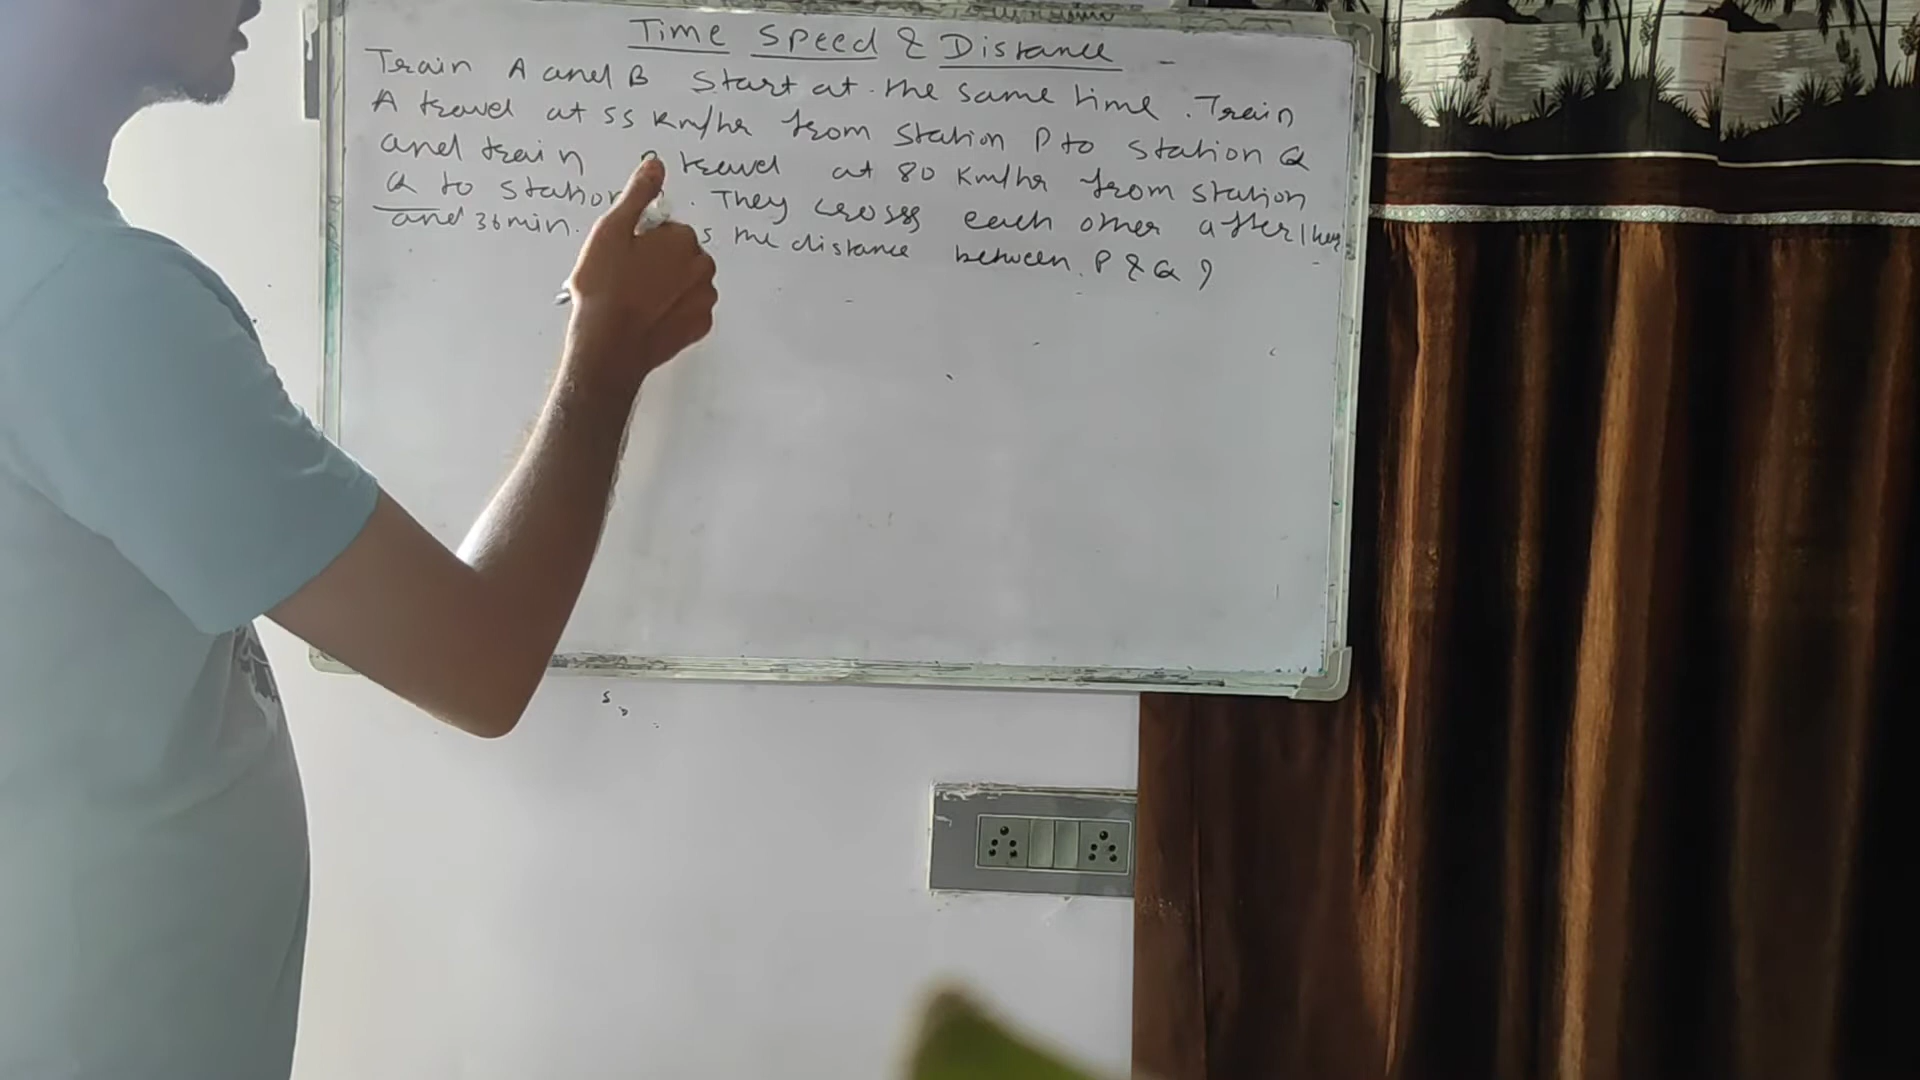 Time Speed & Distance
Train A and B Start at the same time. Train
A travel at 55 Km/hr from Station P to Station Q
and train B travel at 80 Km/hr from station
Q to station . They cross each other after 1 hour
and 36 min. the distance between P & Q ?